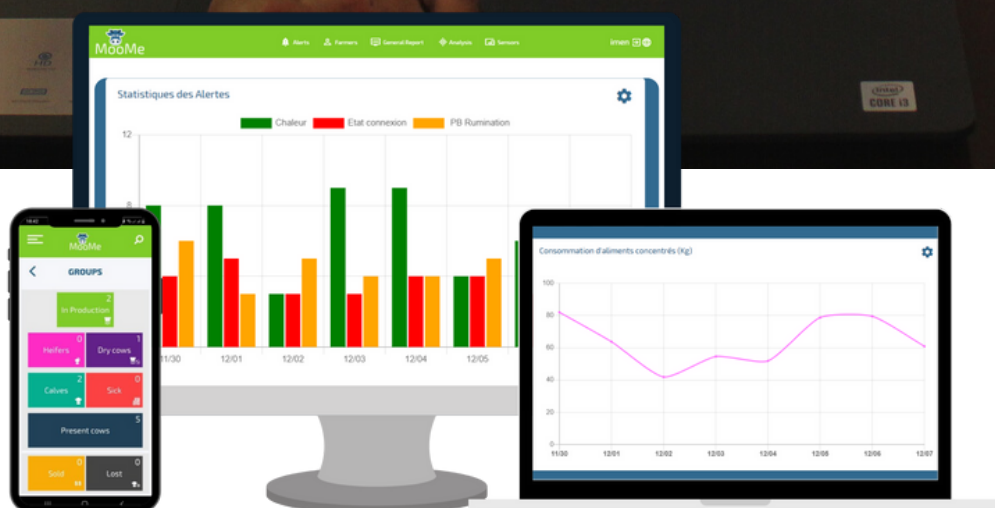 HD
(intel)
CORE i3
MooMe
Alerts Farmers General Report Analysis Sensors imen
Statistiques des Alertes
Chaleur Etat connexion PB Rumination
12
8
11/30 12/01 12/02 12/03 12/04 12/05
18:40
MooMe
GROUPS
2
In Production
0
Heifers
1
Dry cows
2
Calves
0
Sick
5
Present cows
0
Sold
0
Lost
Consommation d'aliments concentrés (Kg)
100
80
60
40
20
0
11/30 12/01 12/02 12/03 12/04 12/05 12/06 12/07